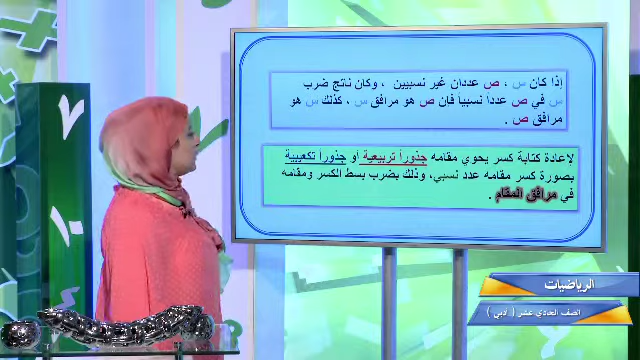 إذا كان س ، ص عددان غير نسبيين ، وكان ناتج ضرب
س في ص عدداً نسبياً فإن ص هو مرافق س ، كذلك س هو
مرافق ص .
لإعادة كتابة كسر يحوي مقامه جذوراً تربيعية أو جذوراً تكعيبية
بصورة كسر مقامه عدد نسبي، وذلك بضرب بسط الكسر ومقامه
في مرافق المقام .
الرياضيات
الصف الحادي عشر ( أدبي )
٧